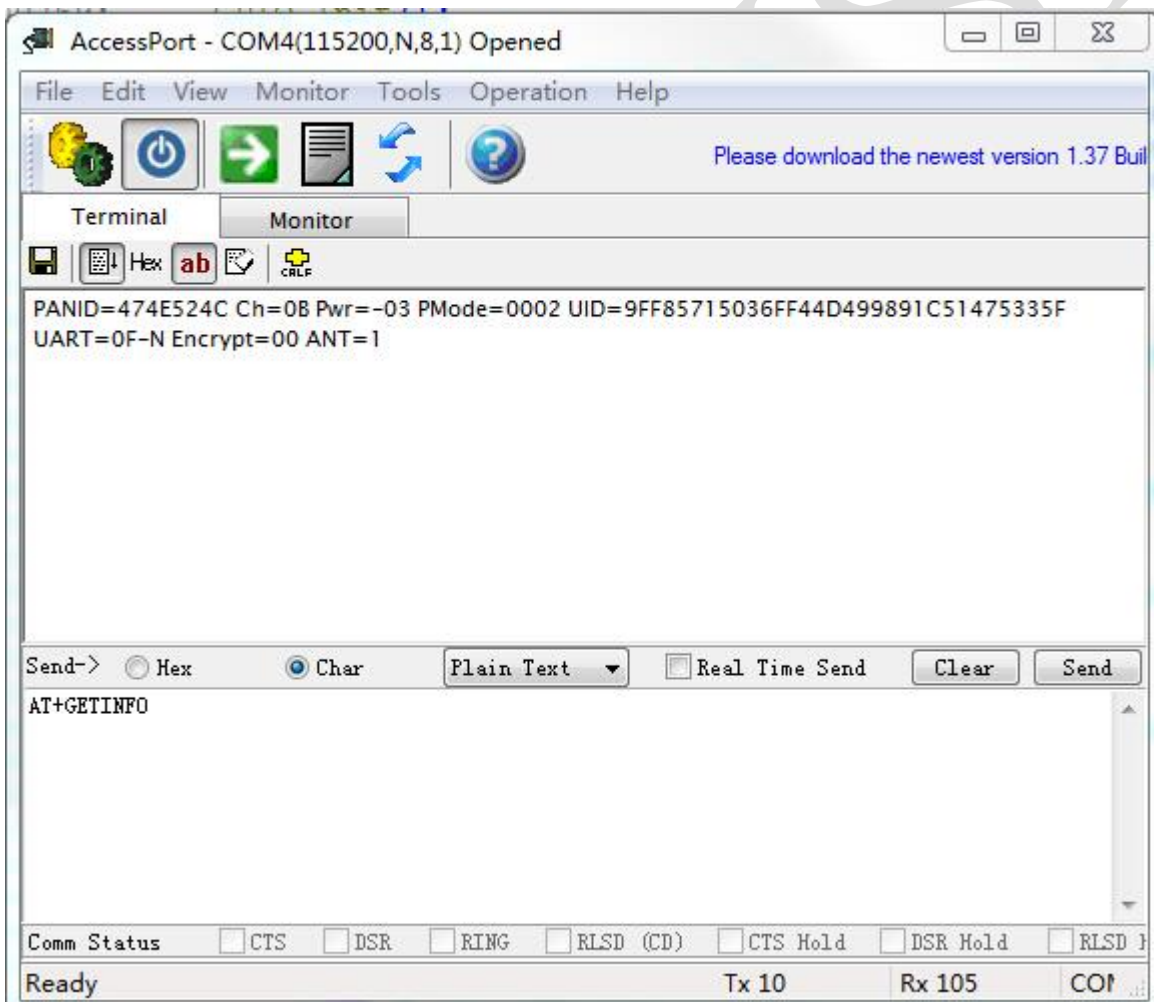 AccessPort - COM4(115200,N,8,1) Opened
File Edit View Monitor Tools Operation Help
Please download the newest version 1.37 Buil
Terminal Monitor
Hex ab CRLF
PANID=474E524C Ch=0B Pwr=-03 PMode=0002 UID=9FF85715036FF44D499891C51475335F
UART=0F-N Encrypt=00 ANT=1
Send-> Hex Char Plain Text Real Time Send Clear Send
AT+GETINFO
Comm Status CTS DSR RING RLSD (CD) CTS Hold DSR Hold RLSD H
Ready Tx 10 Rx 105 COM